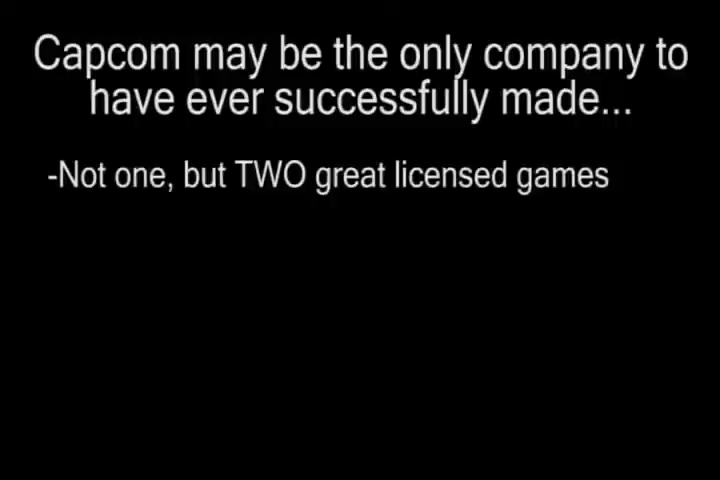 Capcom may be the only company to
have ever successfully made...
-Not one, but TWO great licensed games